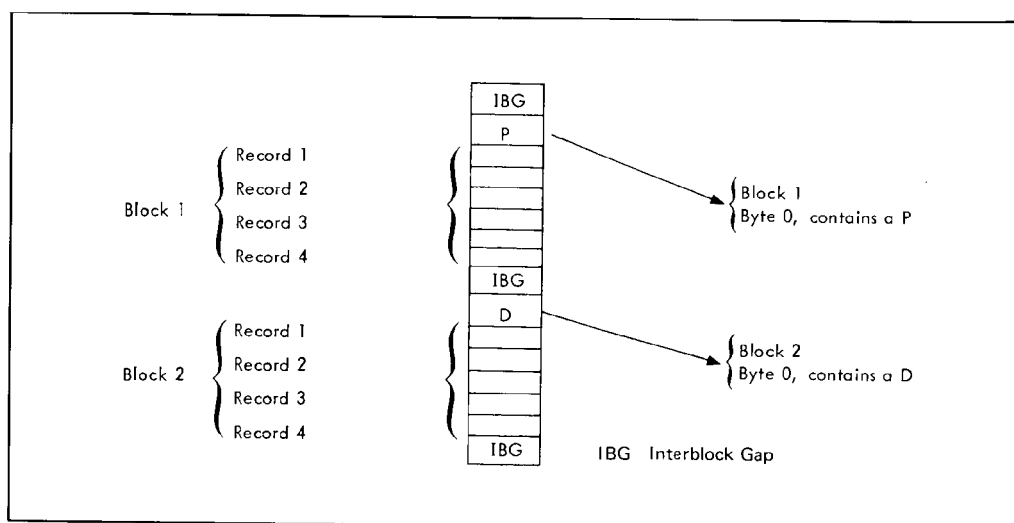 IBG
P
Block 1
Record 1
Record 2
Record 3
Record 4
Block 1
Byte 0, contains a P
IBG
D
Block 2
Record 1
Record 2
Record 3
Record 4
Block 2
Byte 0, contains a D
IBG
IBG Interblock Gap